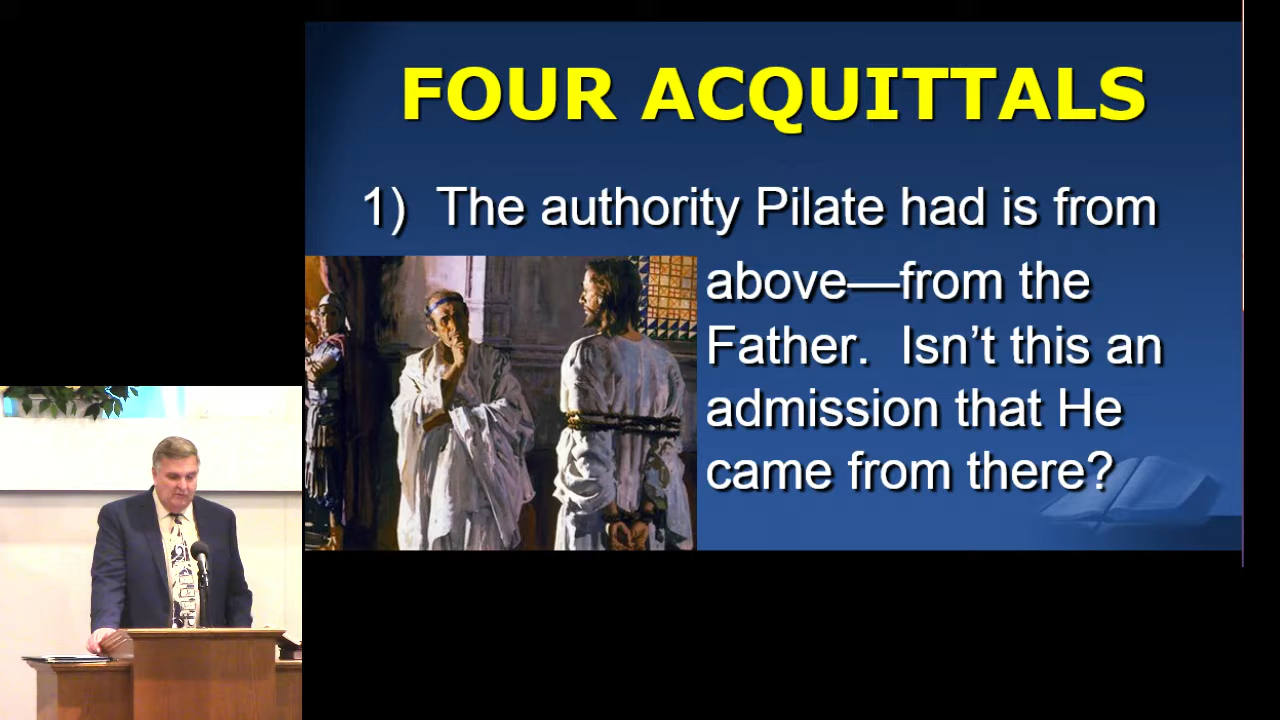 FOUR ACQUITTALS
1) The authority Pilate had is from
above—from the
Father. Isn’t this an
admission that He
came from there?